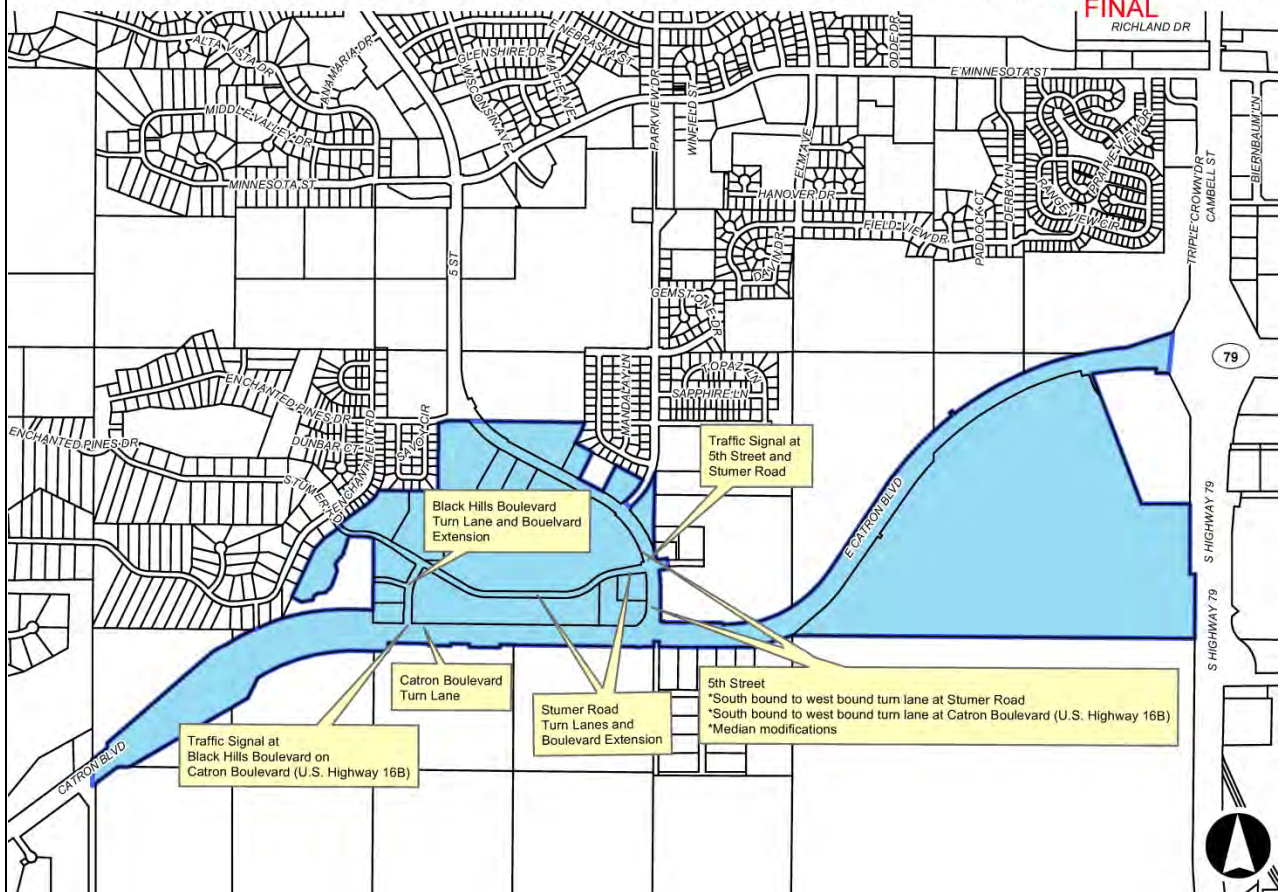 FINAL
RICHLAND DR
E NEBRASKA ST
ODDE DR
ALTA VISTA DR
ANAMARIA DR
GLENSHIRE DR
MAPLE AVE
WISCONSIN AVE
PARKVIEW DR
WINFIELD ST
E MINNESOTA ST
MIDDLE VALLEY DR
ELM AVE
PRAIRIE VIEW DR
BIERNBAUM LN
MINNESOTA ST
HANOVER DR
DERBY LN
RANGE VIEW CIR
CAMBELL ST
TRIPLE CROWN DR
FIELD VIEW DR
PADDOCK CT
5 ST
DAVIN DR
GEMSTONE DR
79
TOPAZ LN
SAPPHIRE LN
MANDALAY LN
ENCHANTED PINES DR
ENCHANTED PINES DR
DUNBAR CT
ENCHANTMENT RD
SAVOY CIR
STUMER RD
Traffic Signal at
5th Street and
Stumer Road
Black Hills Boulevard
Turn Lane and Bouelvard
Extension
E CATRON BLVD
S HIGHWAY 79
S HIGHWAY 79
Catron Boulevard
Turn Lane
Stumer Road
Turn Lanes and
Boulevard Extension
5th Street
*South bound to west bound turn lane at Stumer Road
*South bound to west bound turn lane at Catron Boulevard (U.S. Highway 16B)
*Median modifications
Traffic Signal at
Black Hills Boulevard on
Catron Boulevard (U.S. Highway 16B)
CATRON BLVD